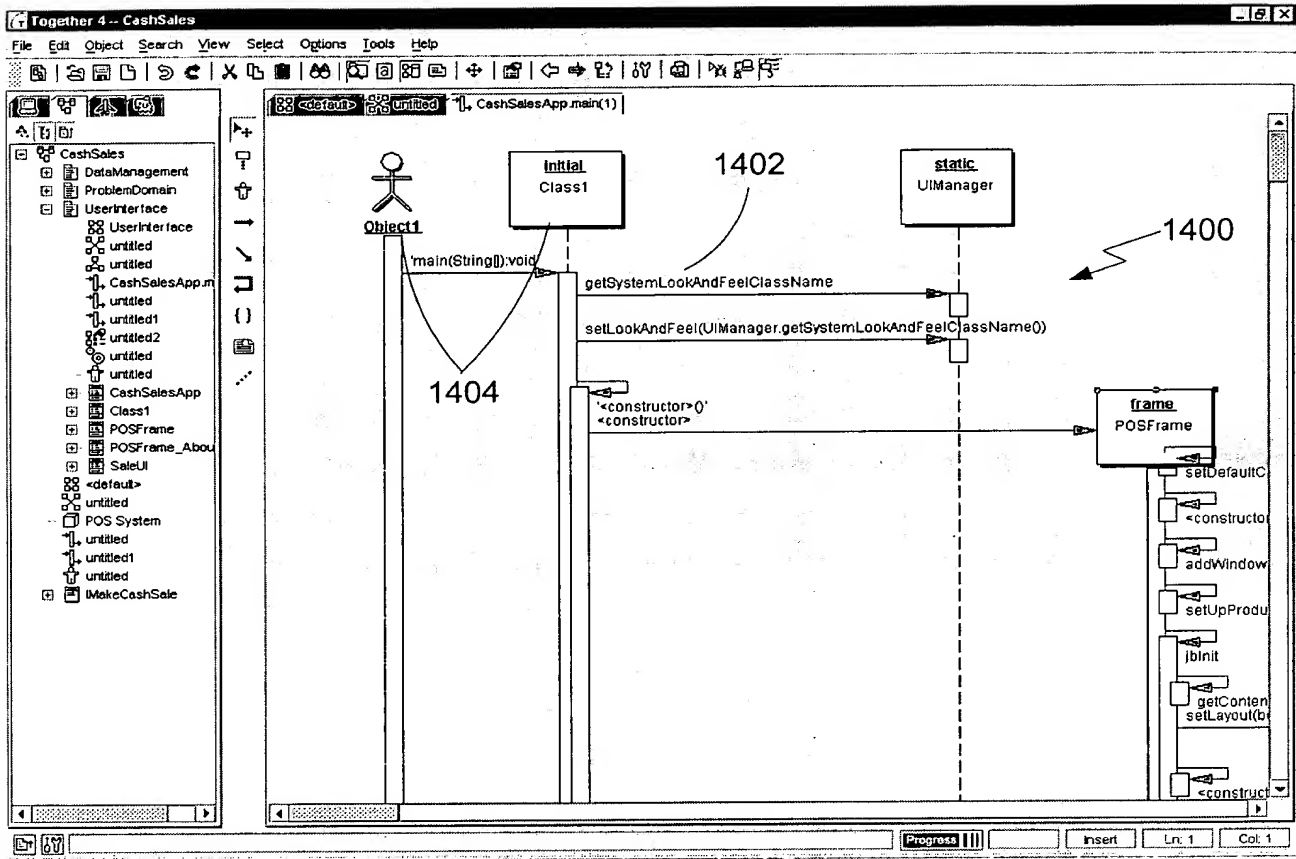 Together 4 -- CashSales
File Edit Object Search View Select Options Tools Help
<default> untitled CashSalesApp.main(1)
CashSales
DataManagement
ProblemDomain
UserInterface
UserInterface
untitled
untitled
CashSalesApp.m
untitled
untitled1
untitled2
untitled
untitled
CashSalesApp
Class1
POSFrame
POSFrame_Abou
SaleUI
<default>
untitled
POS System
untitled
untitled1
untitled
IMakeCashSale
Object1
initial
Class1
1402
static
UIManager
1400
'main(String[]):void
getSystemLookAndFeelClassName
setLookAndFeel(UIManager.getSystemLookAndFeelClassName())
1404
'<constructor>()'
<constructor>
frame
POSFrame
setDefaultC
<constructor
addWindow
setUpProdu
jbInit
getConten
setLayout(b
<construct
Progress
Insert
Ln: 1
Col: 1